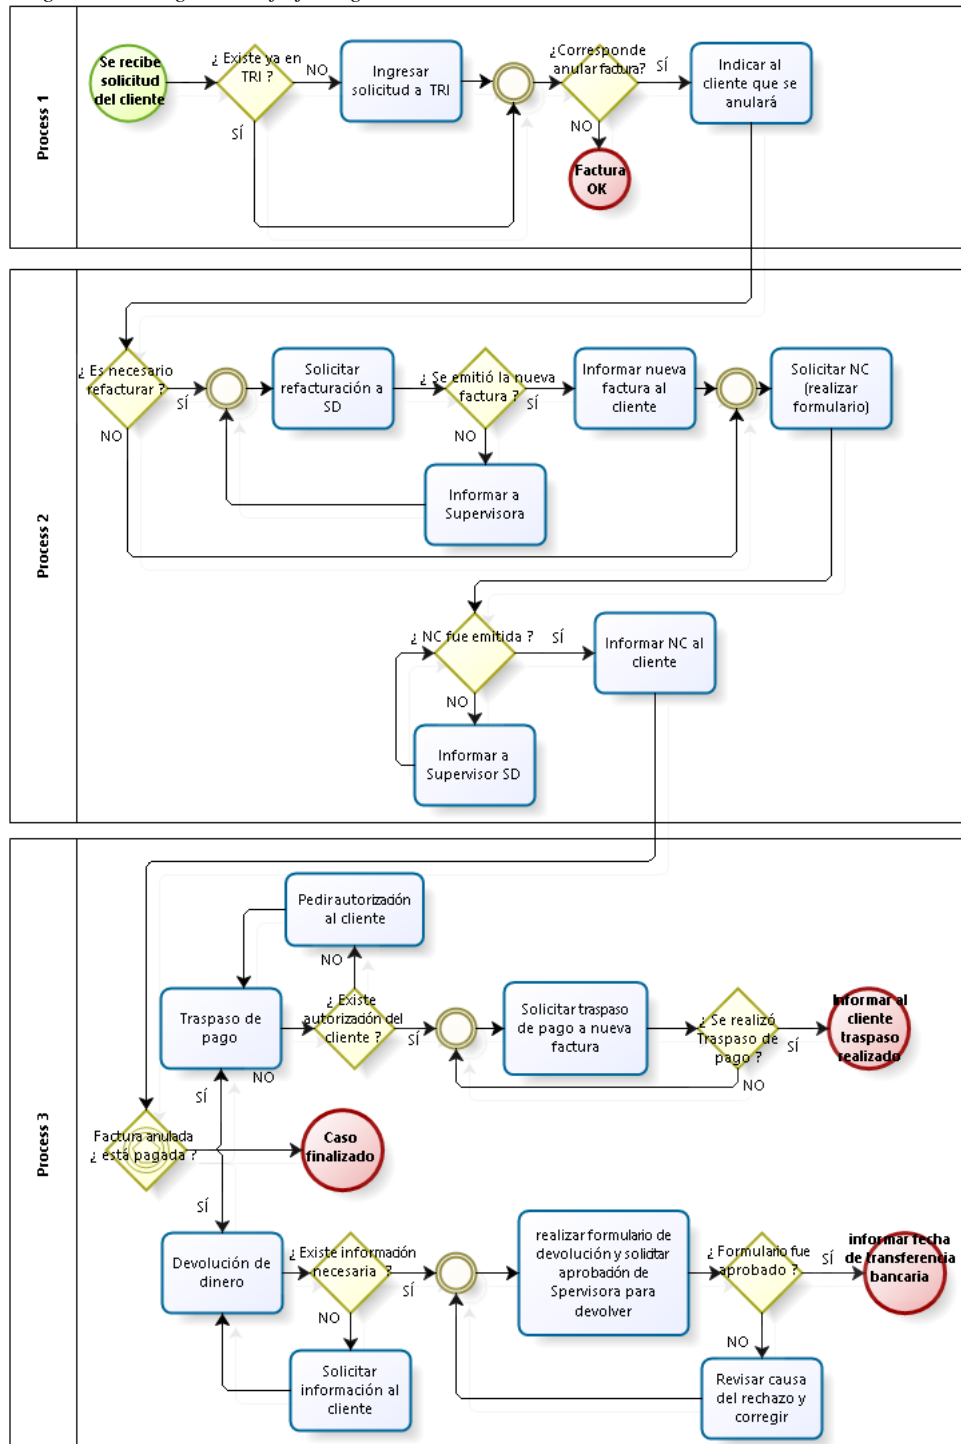 Process 1
Se recibe
solicitud
del cliente
¿ Existe ya en
TRI ?
NO
SÍ
Ingresar
solicitud a TRI
¿Corresponde
anular factura?
SÍ
NO
Factura
OK
Indicar al
cliente que se
anulará
Process 2
¿ Es necesario
refacturar ?
SÍ
NO
Solicitar
refacturación a
SD
¿ Se emitió la nueva
factura ?
SÍ
NO
Informar a
Supervisora
Informar nueva
factura al
cliente
Solicitar NC
(realizar
formulario)
¿ NC fue emitida ?
SÍ
NO
Informar NC al
cliente
Informar a
Supervisor SD
Process 3
Pedir autorización
al cliente
NO
Traspaso de
pago
¿ Existe
autorización del
cliente ?
SÍ
Solicitar traspaso
de pago a nueva
factura
¿ Se realizó
Traspaso de
pago ?
SÍ
NO
Informar al
cliente
traspaso
realizado
NO
SÍ
Factura anulada
¿ está pagada ?
Caso
finalizado
SÍ
Devolución de
dinero
¿ Existe información
necesaria ?
SÍ
NO
Solicitar
información al
cliente
realizar formulario de
devolución y solicitar
aprobación de
Spervisora para
devolver
¿ Formulario fue
aprobado ?
SÍ
NO
informar fecha
de transferencia
bancaria
Revisar causa
del rechazo y
corregir